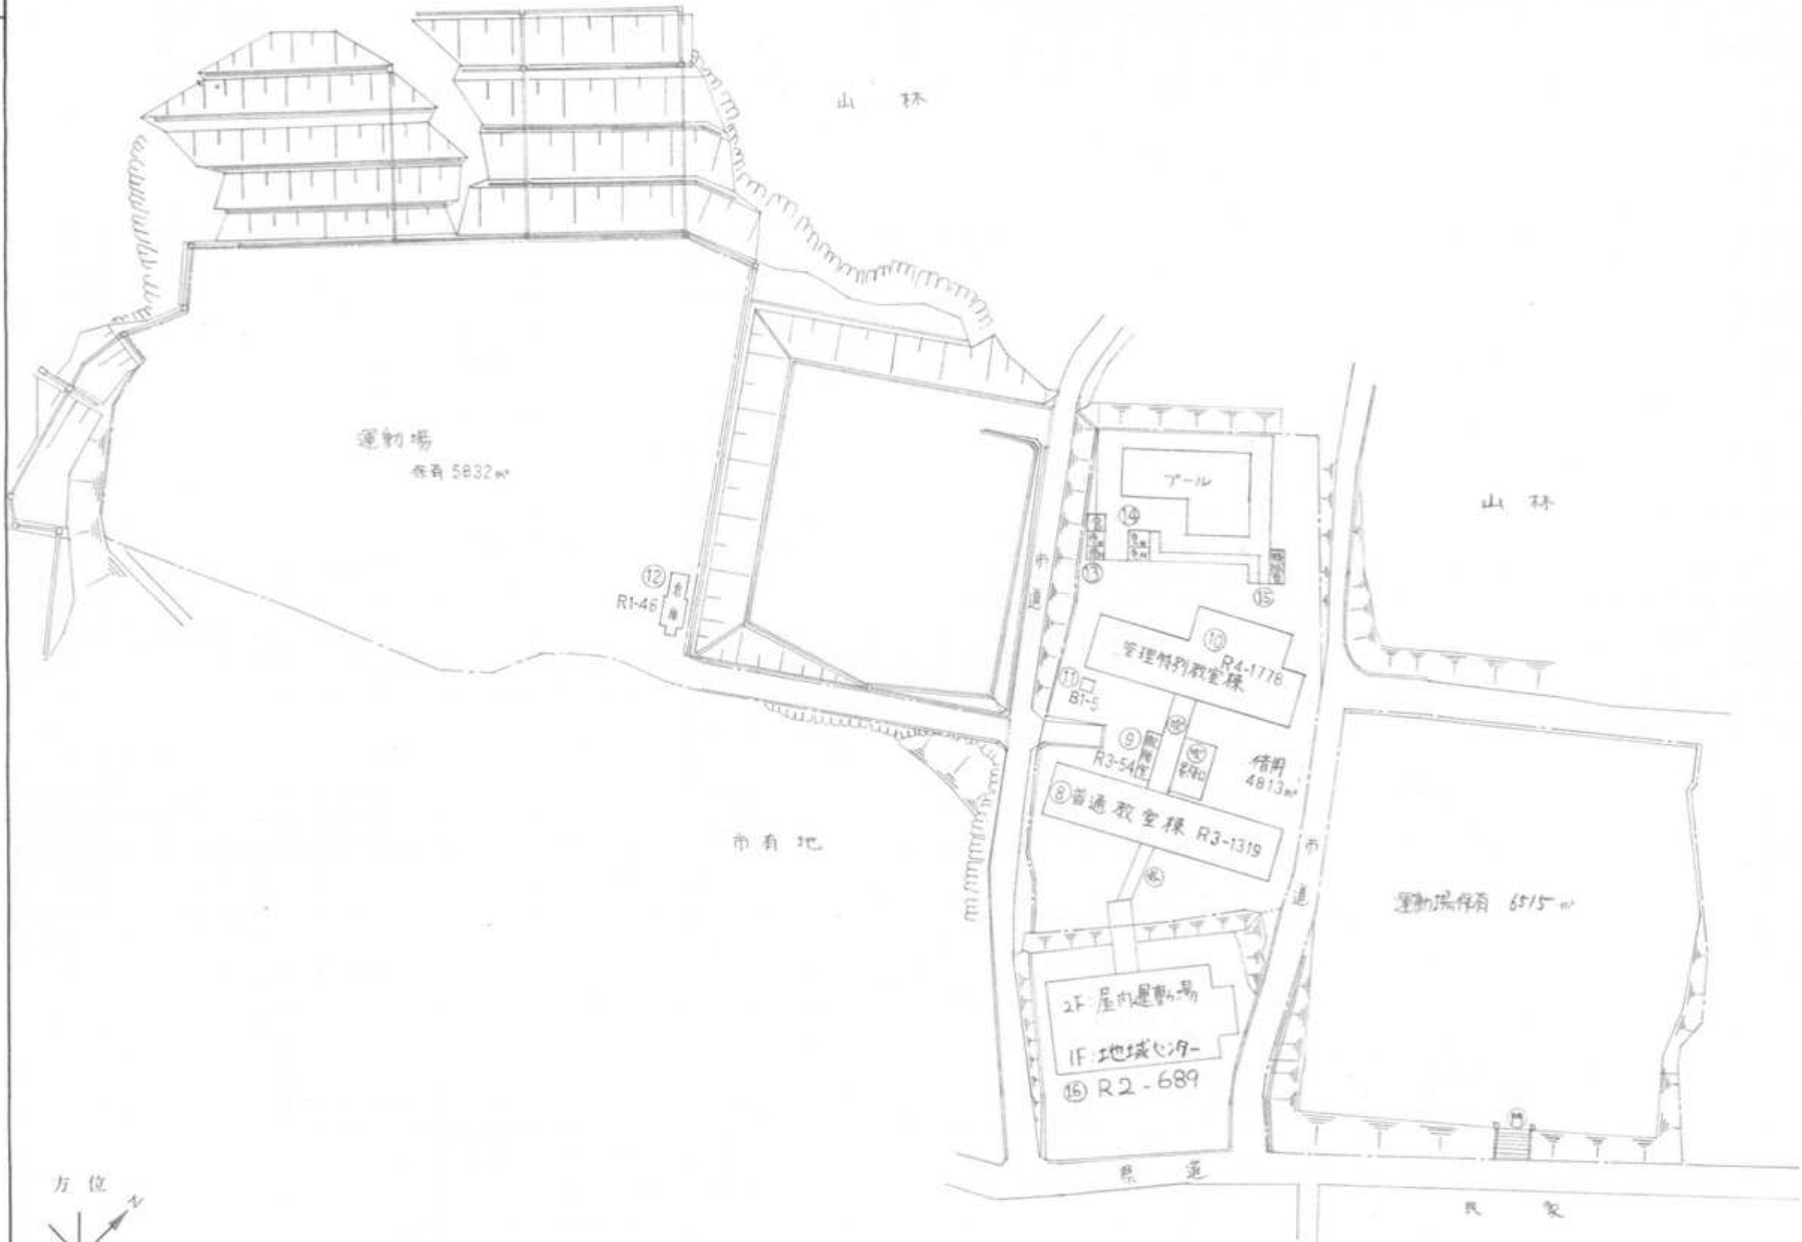 山林
運動場
保有 5832㎡
プール
山林
⑭
⑬
⑮
市道
⑫
倉庫
R1-46
⑩
R4-1778
管理特別教室棟
⑪
B1-5
⑨
R3-54
昇降口
借用
4813㎡
⑧普通教室棟 R3-1319
市有地
市道
運動場保有 6515㎡
2F:屋内運動場
1F:地域センター
⑯ R2-689
門
県道
民家
方位
N